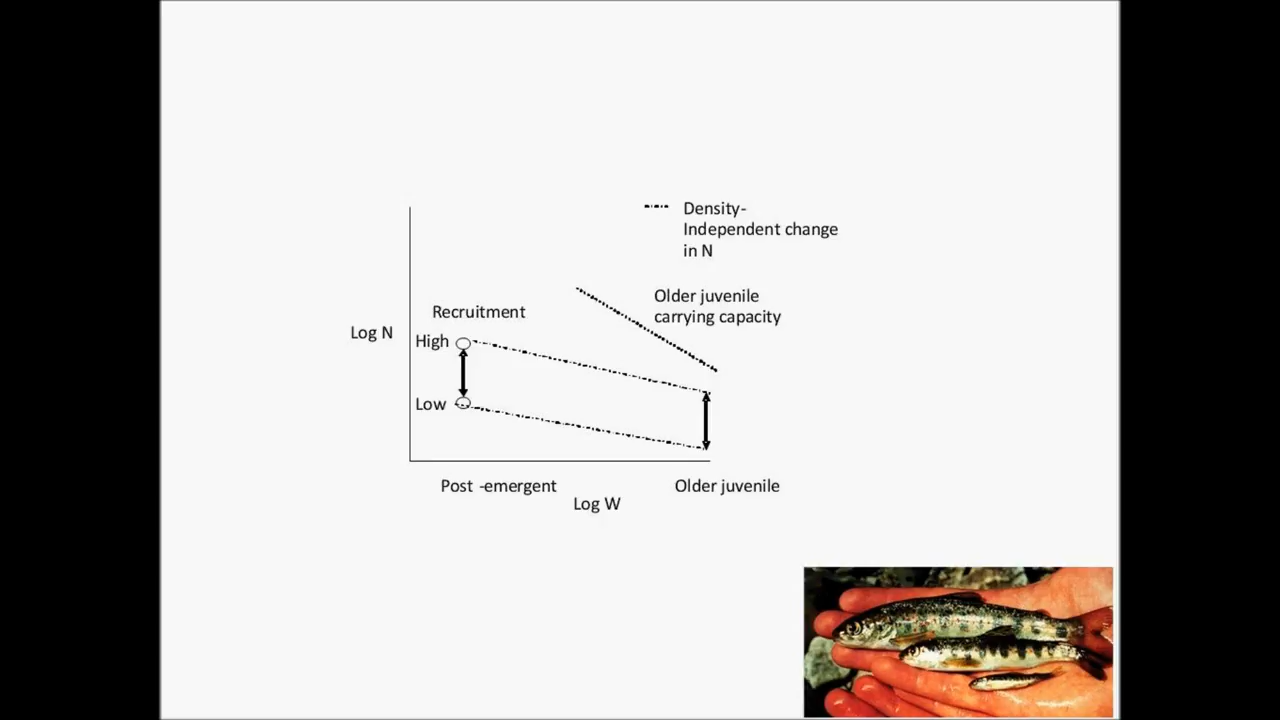 Density-
Independent change
in N
Older juvenile
carrying capacity
Recruitment
Log N
High
Low
Post -emergent
Older juvenile
Log W